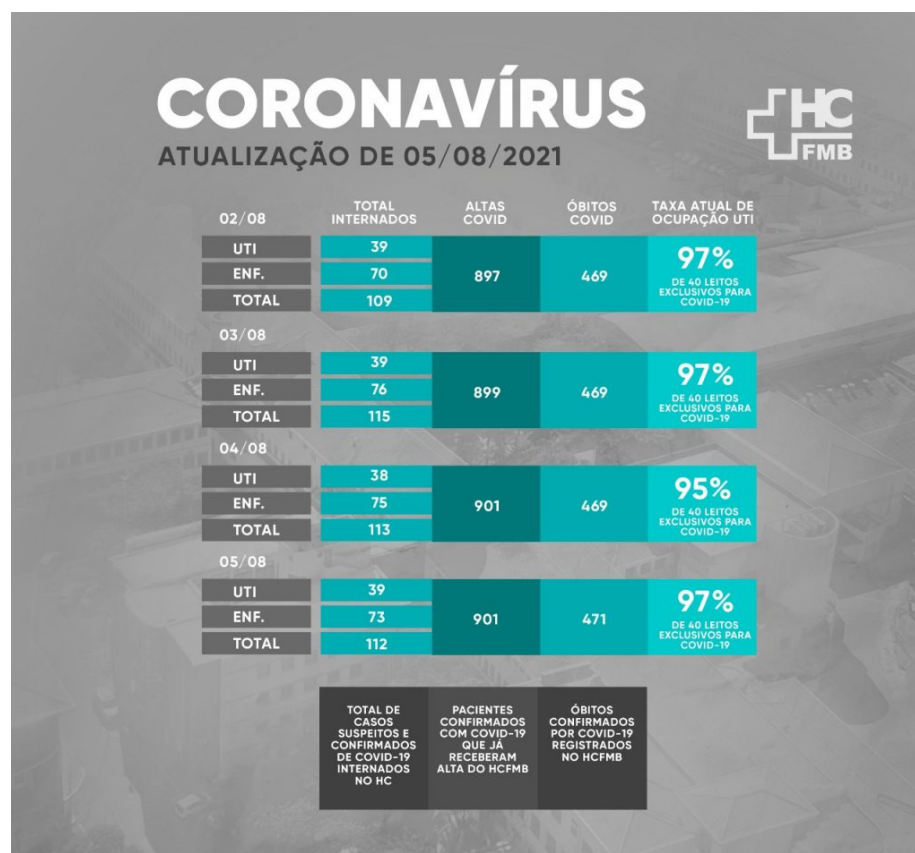 CORONAVÍRUS
ATUALIZAÇÃO DE 05/08/2021
HC
FMB
02/08
TOTAL
INTERNADOS
ALTAS
COVID
ÓBITOS
COVID
TAXA ATUAL DE
OCUPAÇÃO UTI
UTI 39
ENF. 70
TOTAL 109
897
469
97%
DE 40 LEITOS
EXCLUSIVOS PARA
COVID-19
03/08
UTI 39
ENF. 76
TOTAL 115
899
469
97%
DE 40 LEITOS
EXCLUSIVOS PARA
COVID-19
04/08
UTI 38
ENF. 75
TOTAL 113
901
469
95%
DE 40 LEITOS
EXCLUSIVOS PARA
COVID-19
05/08
UTI 39
ENF. 73
TOTAL 112
901
471
97%
DE 40 LEITOS
EXCLUSIVOS PARA
COVID-19
TOTAL DE
CASOS
SUSPEITOS E
CONFIRMADOS
DE COVID-19
INTERNADOS
NO HC
PACIENTES
CONFIRMADOS
COM COVID-19
QUE JÁ
RECEBERAM
ALTA DO HCFMB
ÓBITOS
CONFIRMADOS
POR COVID-19
REGISTRADOS
NO HCFMB